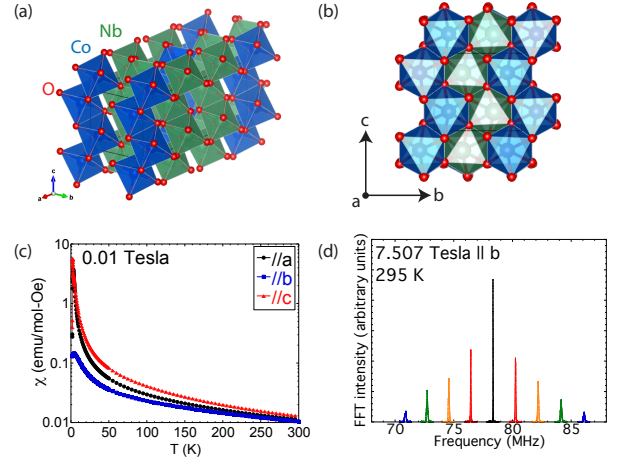 (a)
Nb
Co
O
c
a
b
(b)
c
a
b
(c)
0.01 Tesla
//a
//b
//c
χ (emu/mol-Oe)
10
1
0.1
0.01
0 50 100 150 200 250 300
T (K)
(d)
7.507 Tesla || b
295 K
FFT intensity (arbitrary units)
70 75 80 85
Frequency (MHz)